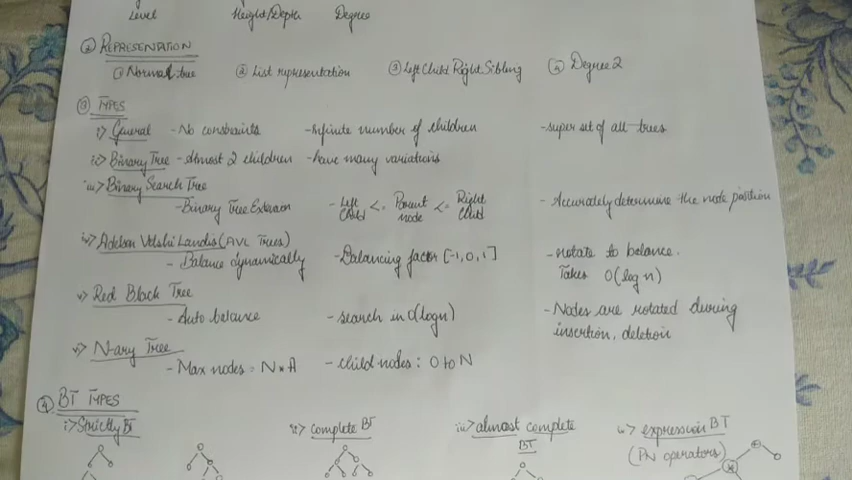 Level Height/Depth Degree
② REPRESENTATION
① Normal tree ② List representation ③ Left Child Right Sibling ④ Degree 2
③ TYPES
i> General - No constraints - Infinite number of children - super set of all trees
ii> Binary Tree - Atmost 2 children - have many variations
iii> Binary Search Tree
- Binary Tree Extension - Left Child <= Parent node <= Right Child - Accurately determine the node position
iv> Adelson Velshi Landis (AVL Trees)
- Balance dynamically - Balancing factor [-1, 0, 1] - rotate to balance.
Takes O(log n)
v> Red Black Tree
- Auto balance - search in O(logn) - Nodes are rotated during
insertion, deletion
vi> N-ary Tree
- Max nodes = N * A - child nodes: 0 to N
④ BT TYPES
i> Strictly BT ii> complete BT iii> almost complete BT iv> expression BT
(PN operators)